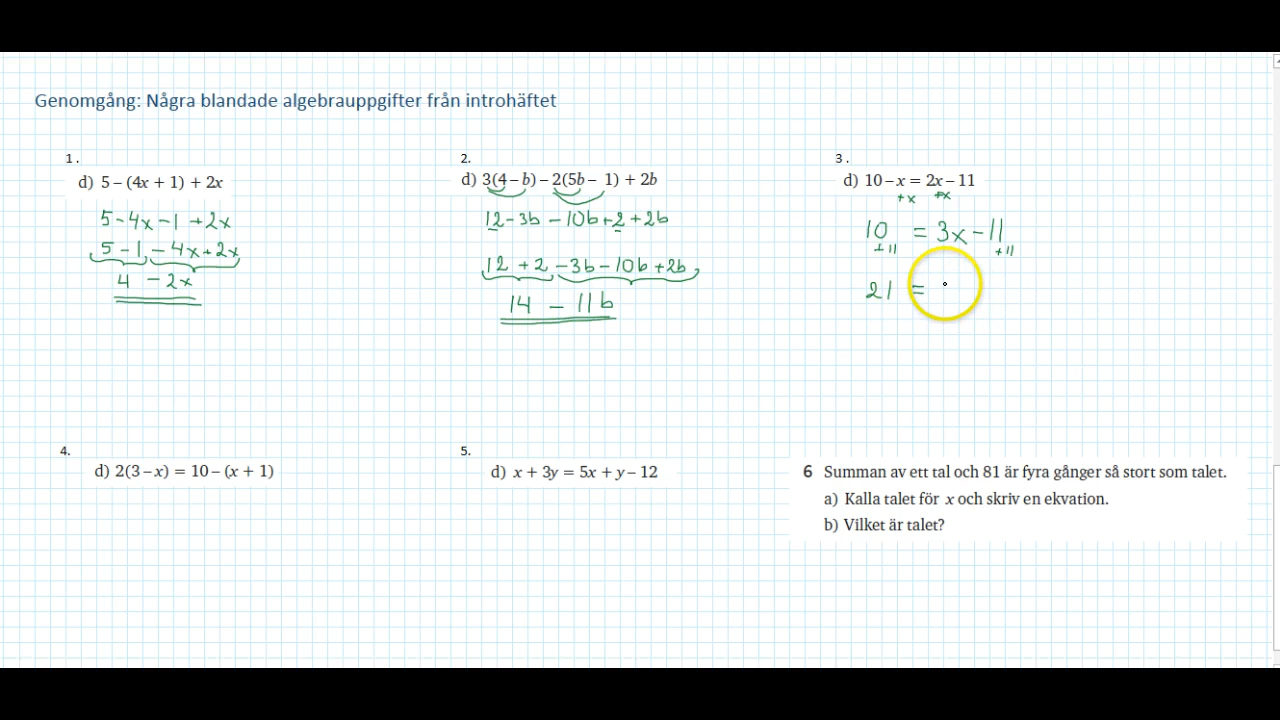 Genomgång: Några blandade algebrauppgifter från introhäftet
1.
d) 5 – (4x + 1) + 2x
5 - 4x - 1 + 2x
5 - 1 - 4x + 2x
4 - 2x
2.
d) 3(4 – b) – 2(5b – 1) + 2b
12 - 3b - 10b + 2 + 2b
12 + 2 - 3b - 10b + 2b
14 - 11b
3.
d) 10 – x = 2x – 11
+x +x
10 = 3x - 11
+11 +11
21 =
4.
d) 2(3 – x) = 10 – (x + 1)
5.
d) x + 3y = 5x + y – 12
6 Summan av ett tal och 81 är fyra gånger så stort som talet.
a) Kalla talet för x och skriv en ekvation.
b) Vilket är talet?